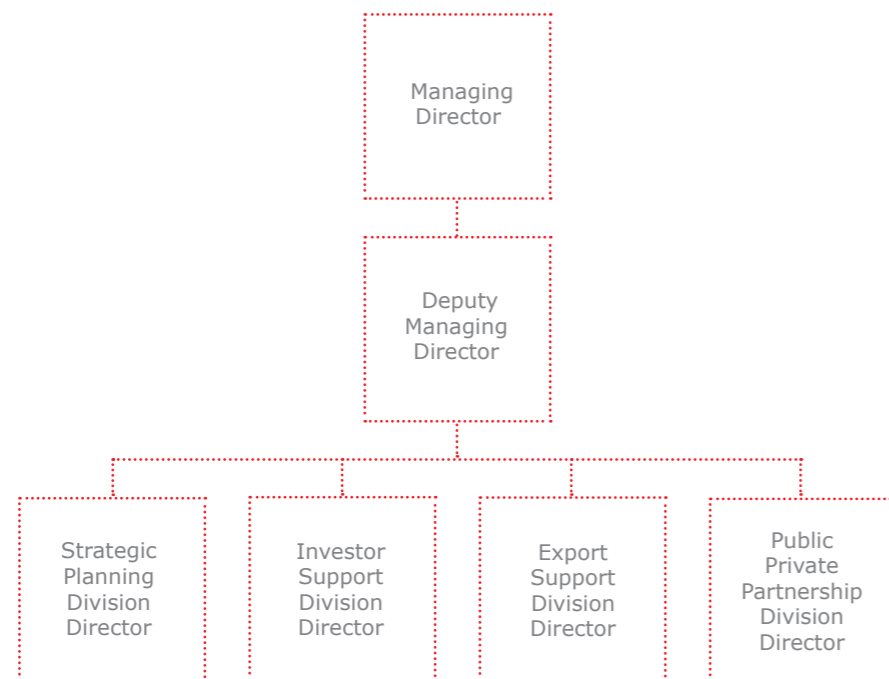 Managing
Director
Deputy
Managing
Director
Strategic
Planning
Division
Director
Investor
Support
Division
Director
Export
Support
Division
Director
Public
Private
Partnership
Division
Director